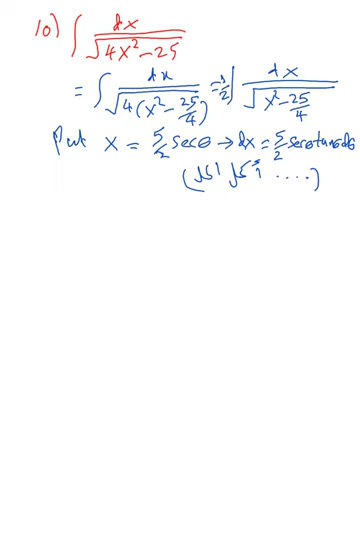 10) ∫ dx / √(4x² - 25)
= ∫ dx / √(4(x² - 25/4)) = 1/2 ∫ dx / √(x² - 25/4)
Put x = 5/2 secθ → dx = 5/2 secθ tanθ dθ
( .... )